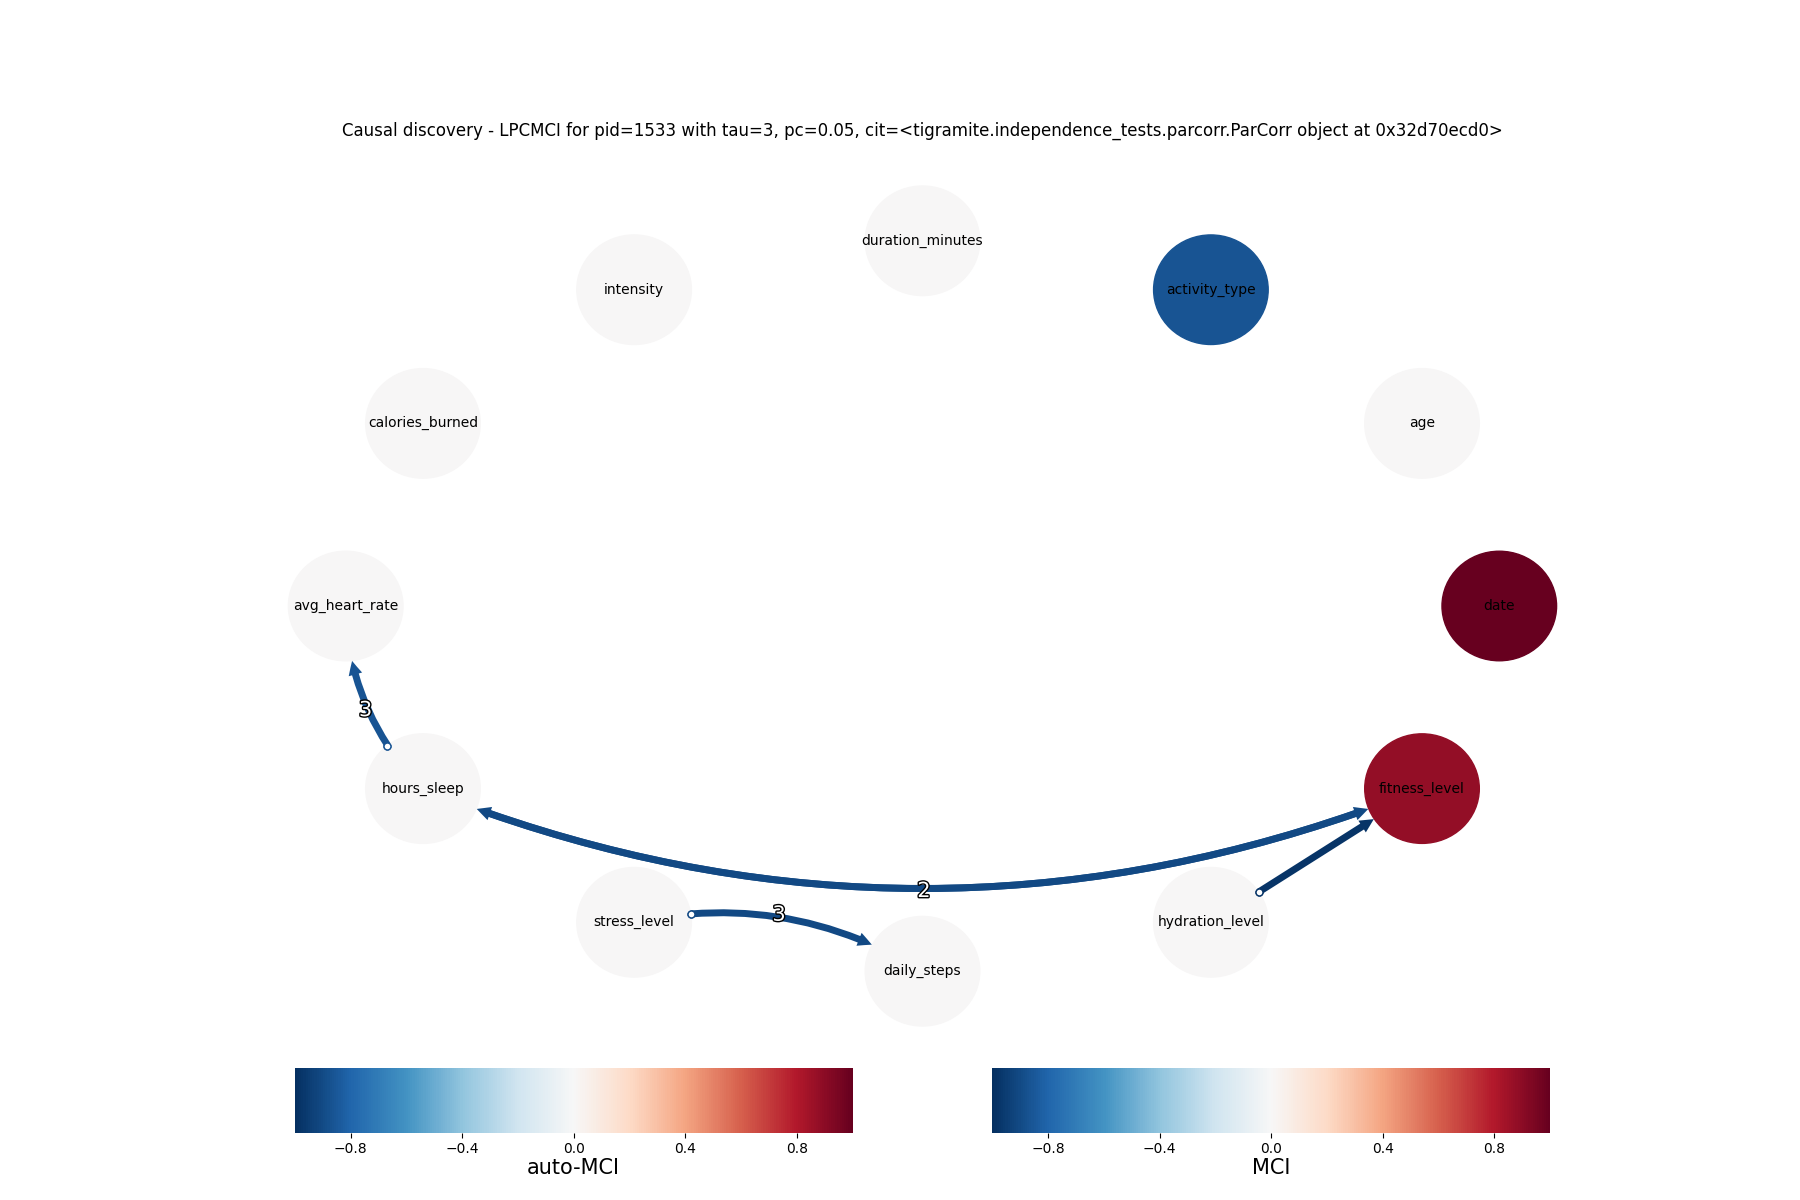 Causal discovery - LPCMCI for pid=1533 with tau=3, pc=0.05, cit=<tigramite.independence_tests.parcorr.ParCorr object at 0x32d70ecd0>
duration_minutes
intensity
activity_type
calories_burned
age
avg_heart_rate
date
3
hours_sleep
fitness_level
2
3
stress_level
hydration_level
daily_steps
−0.8 −0.4 0.0 0.4 0.8
auto-MCI
−0.8 −0.4 0.0 0.4 0.8
MCI